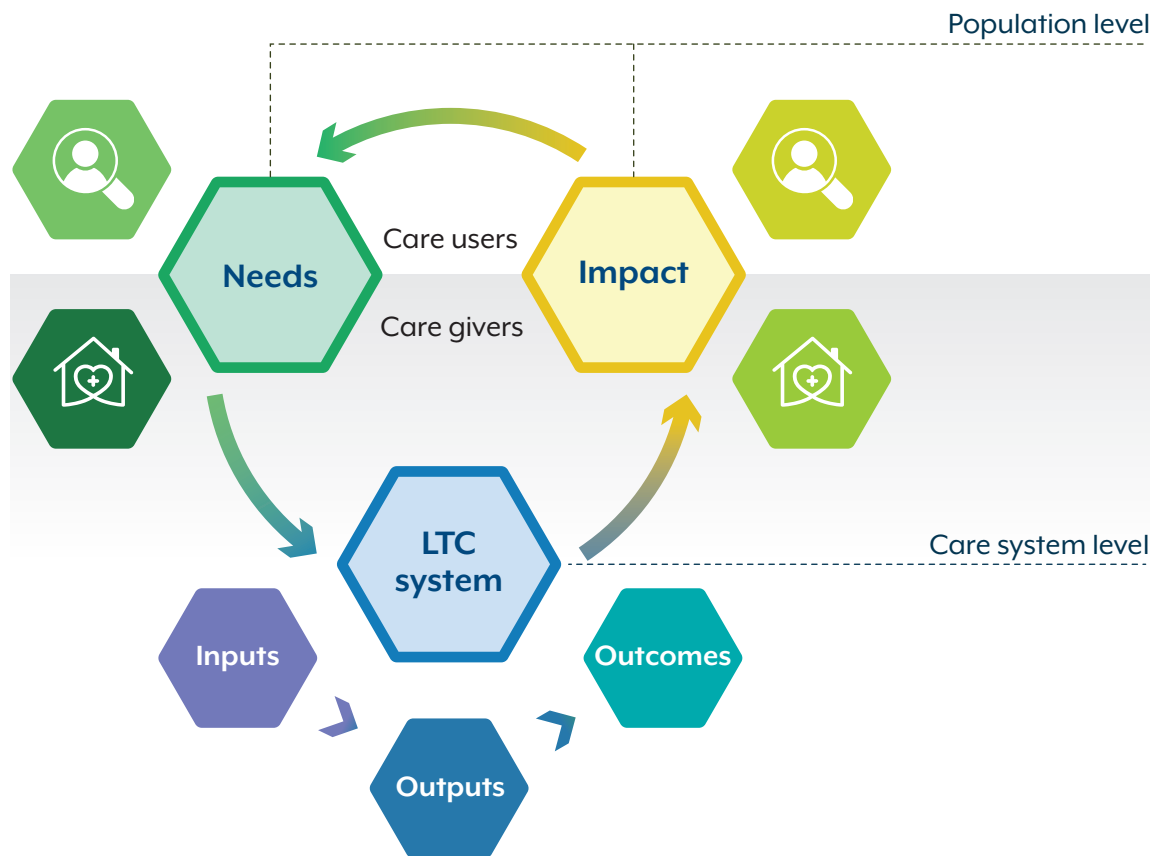 Population level
Care users
Needs
Impact
Care givers
LTC
system
Care system level
Inputs
Outcomes
Outputs